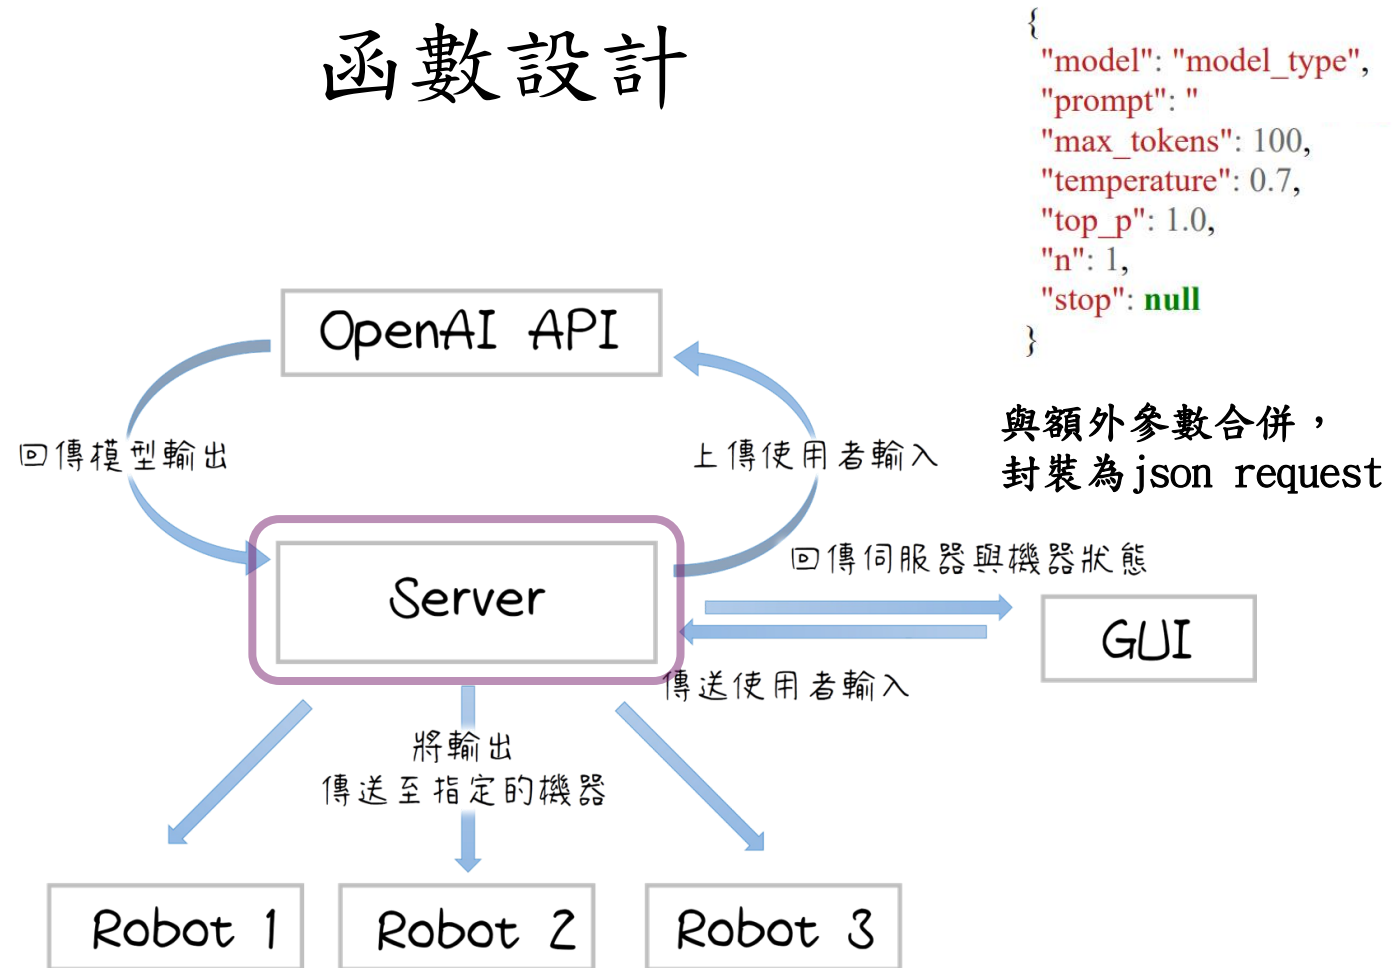 函數設計
{
"model": "model_type",
"prompt": "
"max_tokens": 100,
"temperature": 0.7,
"top_p": 1.0,
"n": 1,
"stop": null
}
與額外參數合併，
封裝為json request
OpenAI API
回傳模型輸出
上傳使用者輸入
Server
回傳伺服器與機器狀態
GUI
傳送使用者輸入
將輸出
傳送至指定的機器
Robot 1
Robot 2
Robot 3